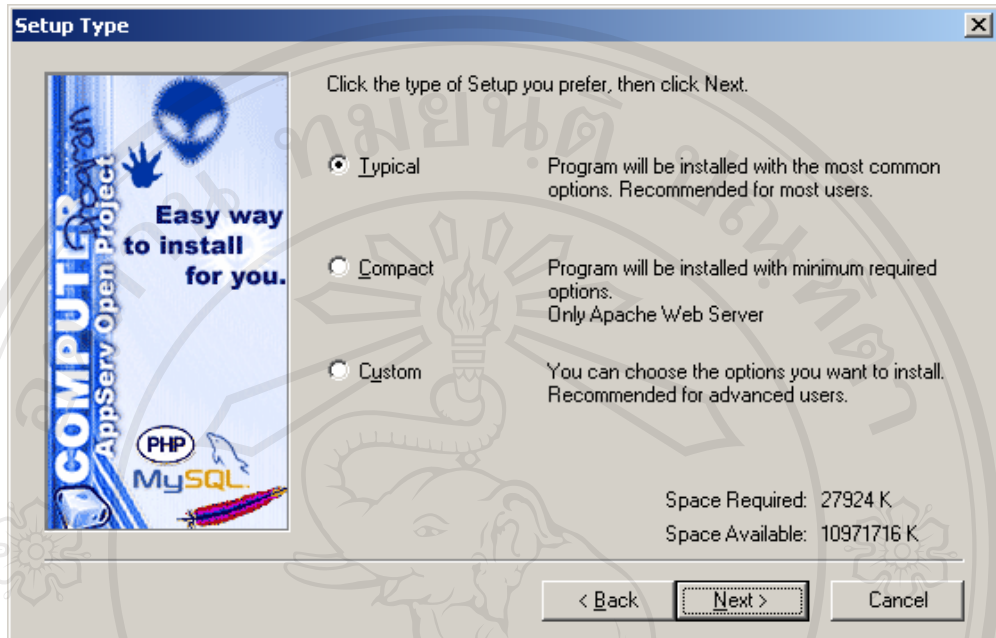 Setup Type
Click the type of Setup you prefer, then click Next.
Typical
Program will be installed with the most common
options. Recommended for most users.
Compact
Program will be installed with minimum required
options.
Only Apache Web Server
Custom
You can choose the options you want to install.
Recommended for advanced users.
Space Required: 27924 K
Space Available: 10971716 K
< Back
Next >
Cancel
COMPUTER
Program
AppServ Open Project
Easy way
to install
for you.
PHP
MySQL